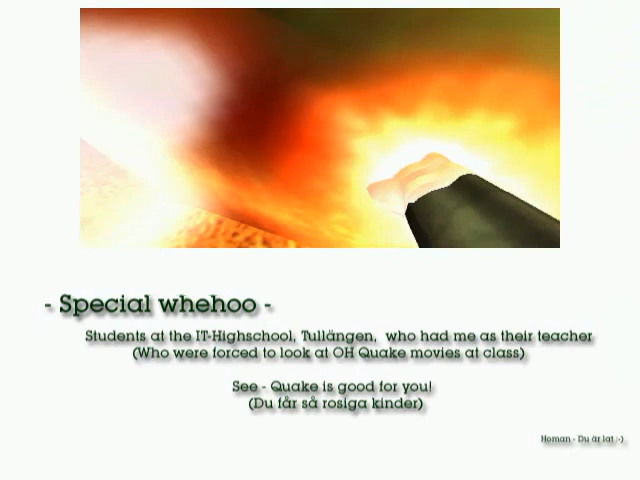 - Special whehoo -
Students at the IT-Highschool, Tullängen, who had me as their teacher
(Who were forced to look at OH Quake movies at class)
See - Quake is good for you!
(Du får så rosiga kinder)
Homan - Du är lat ;-)